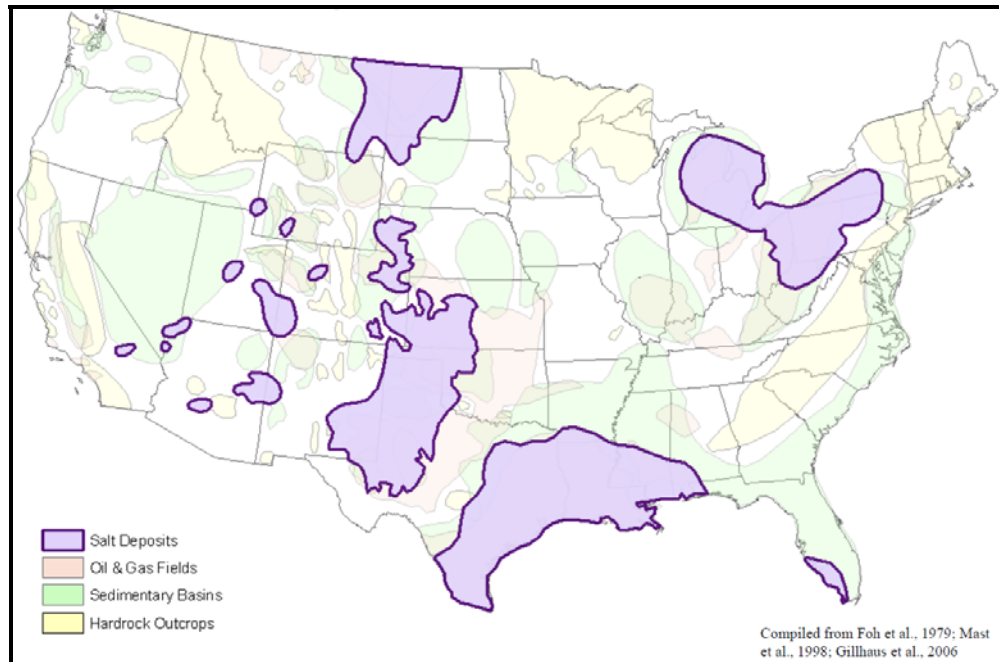 Salt Deposits
Oil & Gas Fields
Sedimentary Basins
Hardrock Outcrops
Compiled from Foh et al., 1979; Mast
et al., 1998; Gillhaus et al., 2006